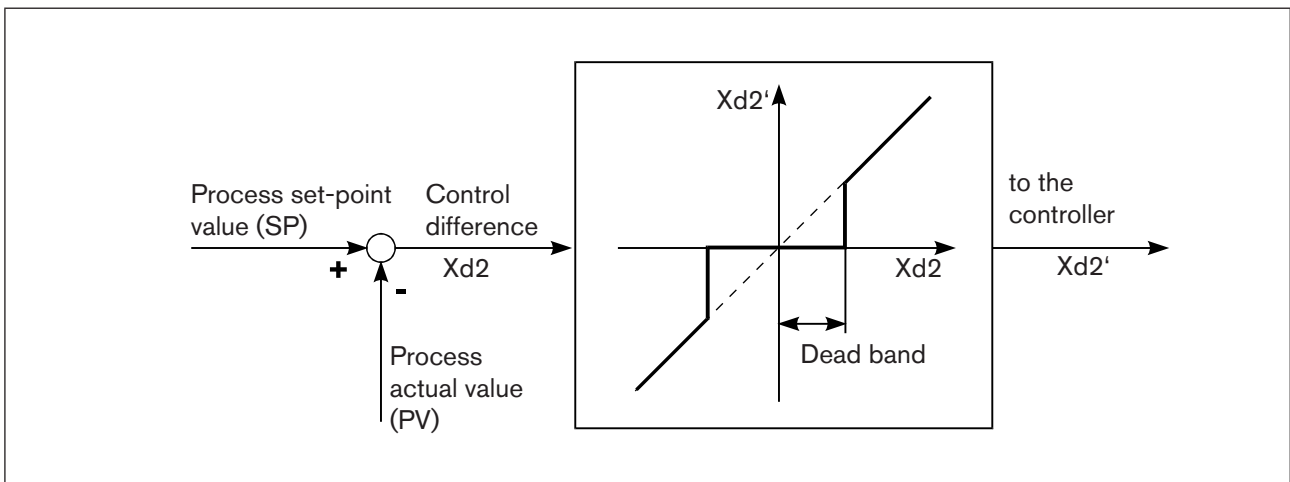 Process set-point
value (SP)
+
Control
difference
Xd2
-
Process
actual value
(PV)
Xd2‘
Xd2
Dead band
to the
controller
Xd2‘